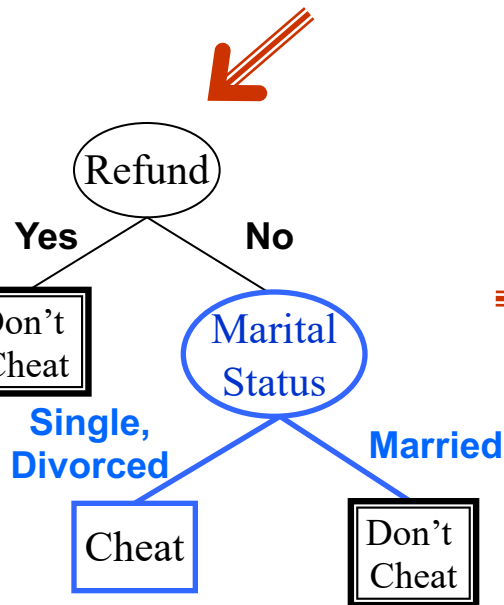 Refund
Yes
No
Don't
Cheat
Marital
Status
Single,
Divorced
Married
Cheat
Don't
Cheat